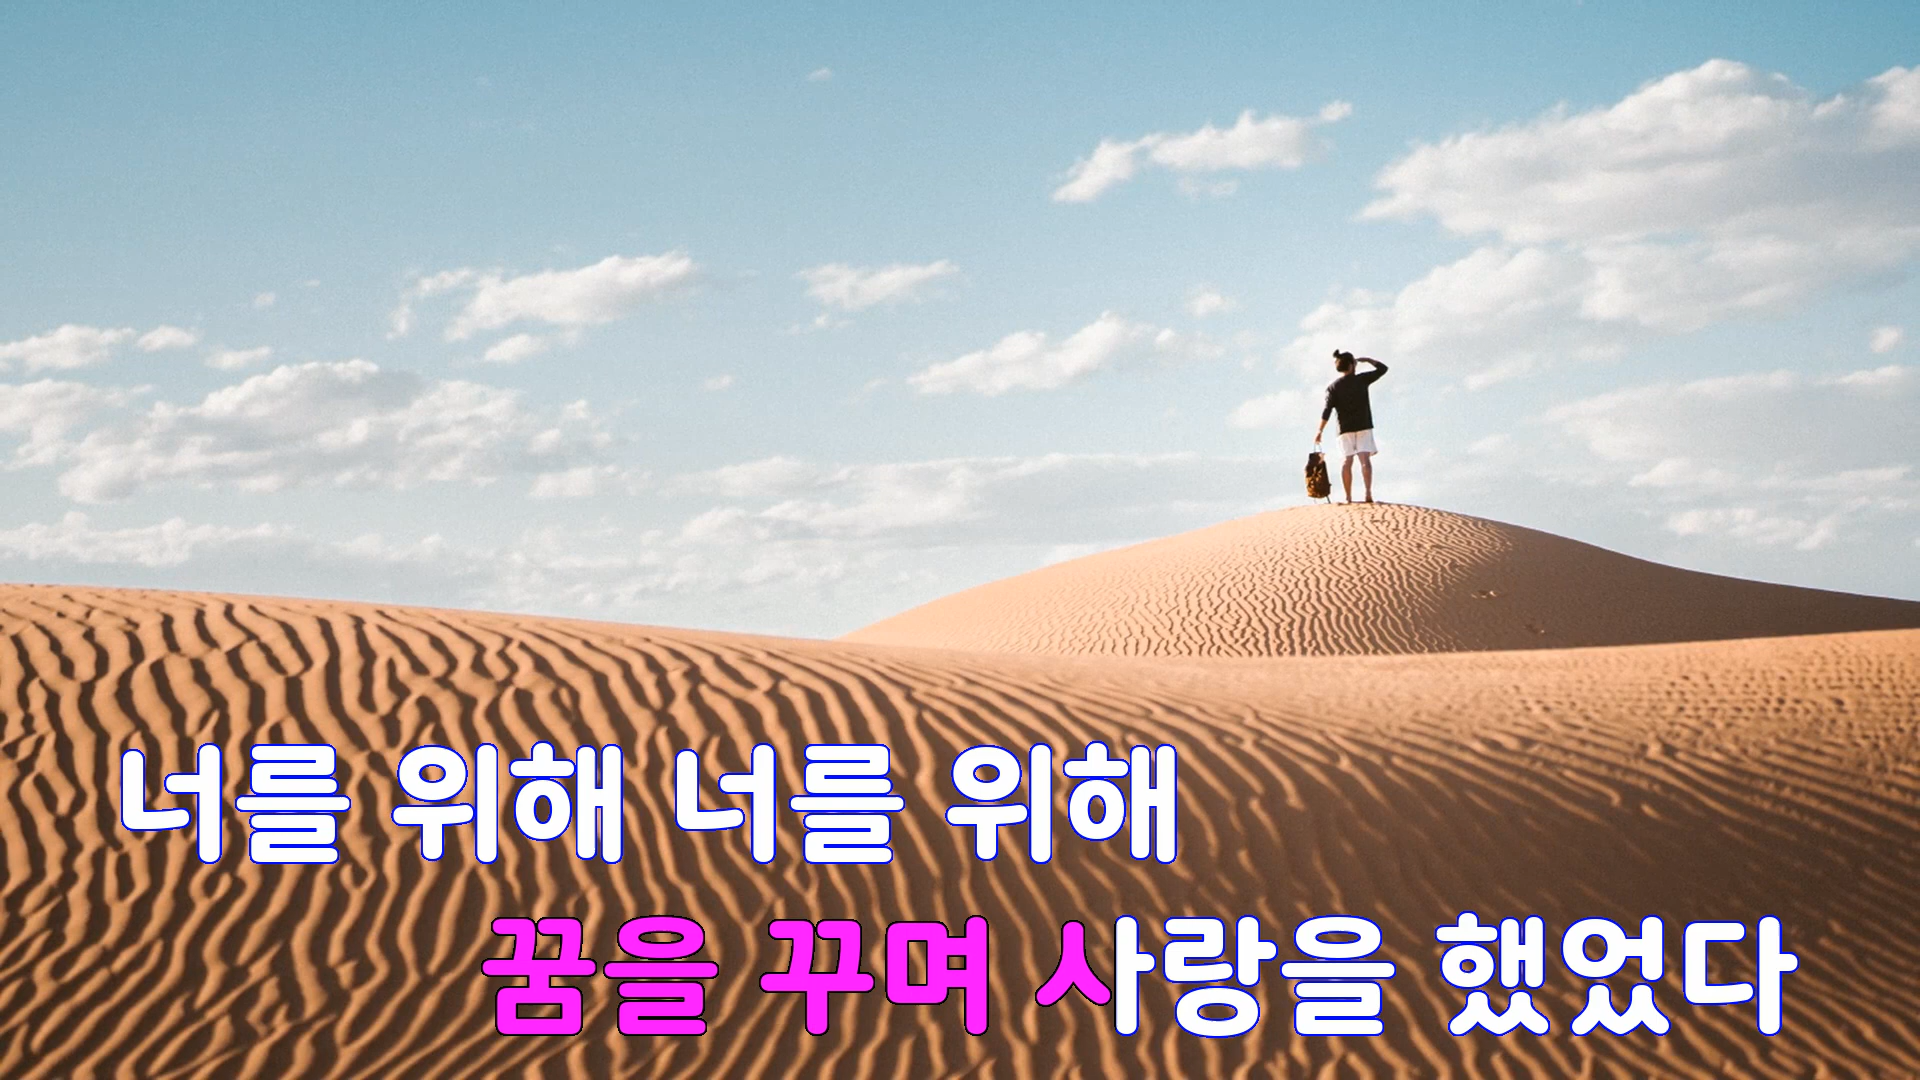 너를 위해 너를 위해
꿈을 꾸며 사랑을 했었다